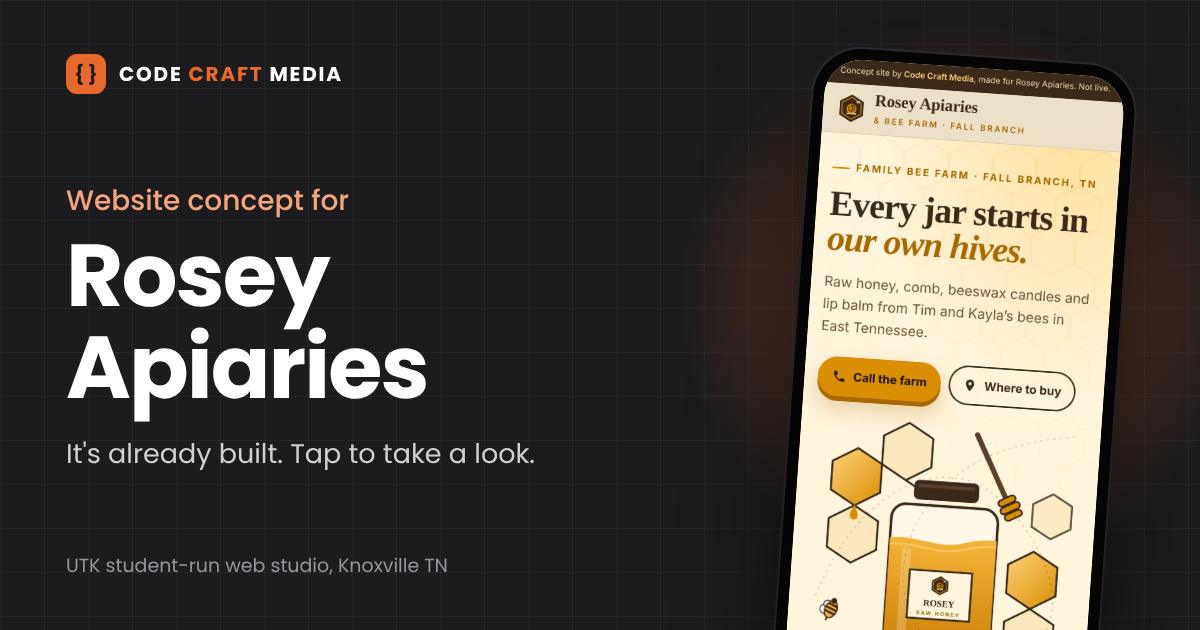 { } CODE CRAFT MEDIA
Website concept for
Rosey
Apiaries
It's already built. Tap to take a look.
UTK student-run web studio, Knoxville TN
Concept site by Code Craft Media, made for Rosey Apiaries. Not live.
Rosey Apiaries
& BEE FARM · FALL BRANCH
FAMILY BEE FARM · FALL BRANCH, TN
Every jar starts in
our own hives.
Raw honey, comb, beeswax candles and
lip balm from Tim and Kayla's bees in
East Tennessee.
Call the farm
Where to buy
ROSEY
RAW HONEY